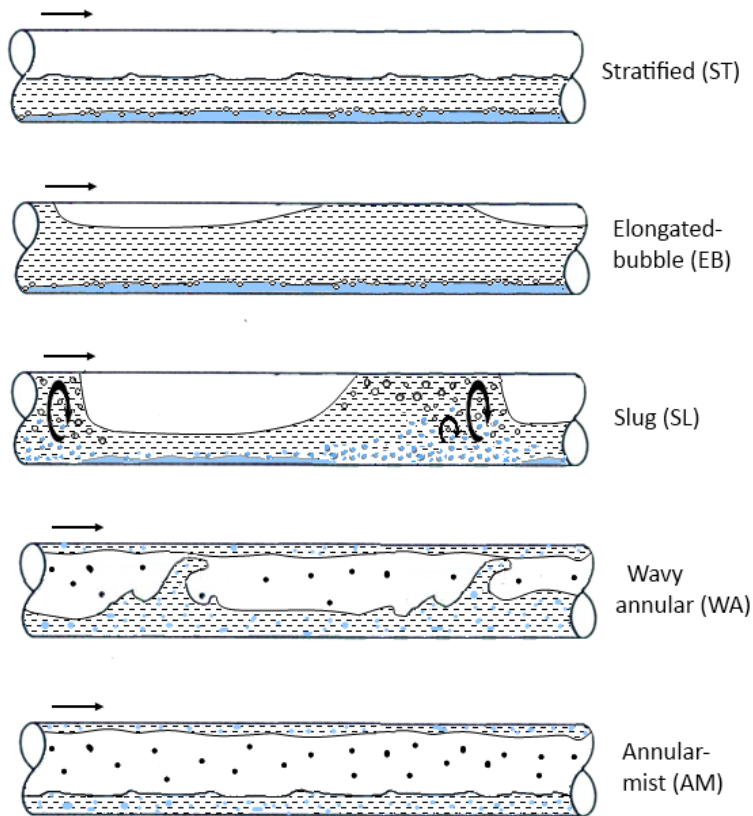 Stratified (ST)
Elongated-
bubble (EB)
Slug (SL)
Wavy
annular (WA)
Annular-
mist (AM)